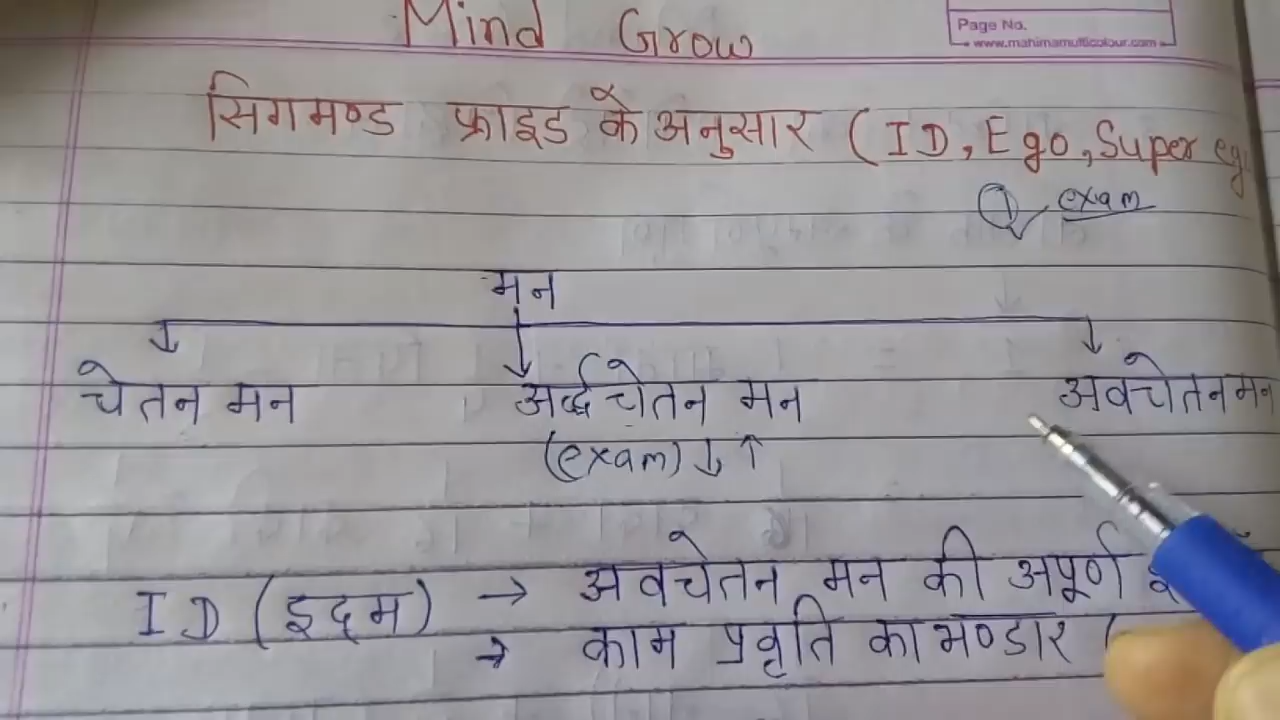 Mind Grow
Page No.
www.mahimamulticolour.com
सिगमण्ड फ्राइड के अनुसार (ID, Ego, Super eg
Q exam
मन
चेतन मन अर्द्धचेतन मन अवचेतन मन
(exam) ↓↑
ID (इदम) → अवचेतन मन की अपूर्ण
→ काम प्रवृति का भण्डार (